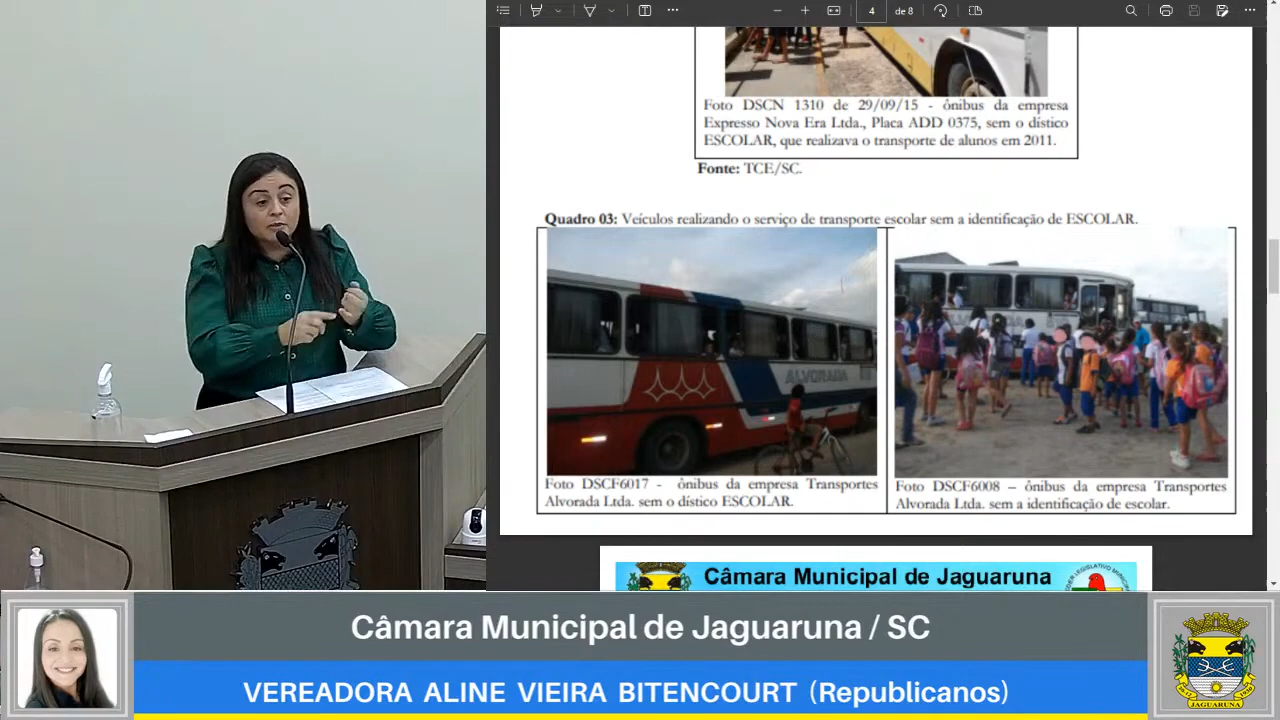 4 de 8
Foto DSCN 1310 de 29/09/15 - ônibus da empresa
Expresso Nova Era Ltda., Placa ADD 0375, sem o dístico
ESCOLAR, que realizava o transporte de alunos em 2011.
Fonte: TCE/SC.
Quadro 03: Veículos realizando o serviço de transporte escolar sem a identificação de ESCOLAR.
ALVORADA
Foto DSCF6017 - ônibus da empresa Transportes
Alvorada Ltda. sem o dístico ESCOLAR.
Foto DSCF6008 – ônibus da empresa Transportes
Alvorada Ltda. sem a identificação de escolar.
Câmara Municipal de Jaguaruna
Câmara Municipal de Jaguaruna / SC
VEREADORA ALINE VIEIRA BITENCOURT (Republicanos)
JAGUARUNA